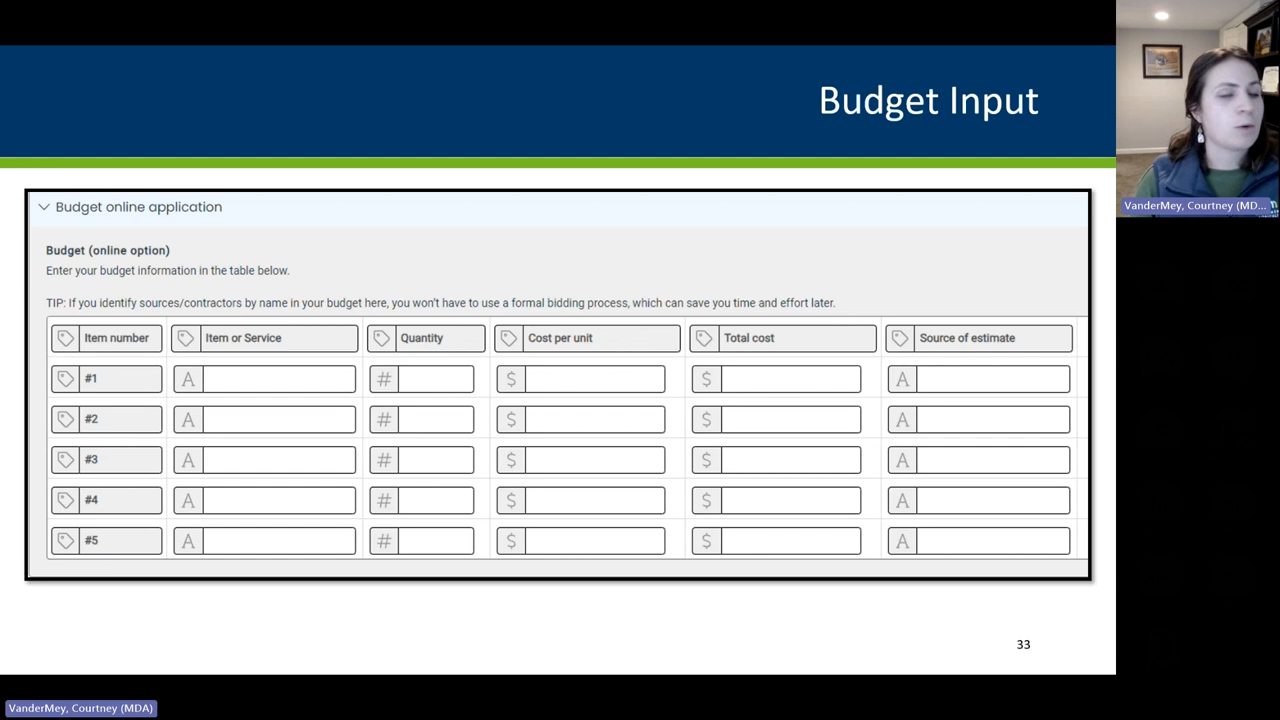 Budget Input
Budget online application
Budget (online option)
Enter your budget information in the table below.
TIP: If you identify sources/contractors by name in your budget here, you won't have to use a formal bidding process, which can save you time and effort later.
Item number Item or Service Quantity Cost per unit Total cost Source of estimate
#1 A # $ $ A
#2 A # $ $ A
#3 A # $ $ A
#4 A # $ $ A
#5 A # $ $ A
33
VanderMey, Courtney (MD...
VanderMey, Courtney (MDA)